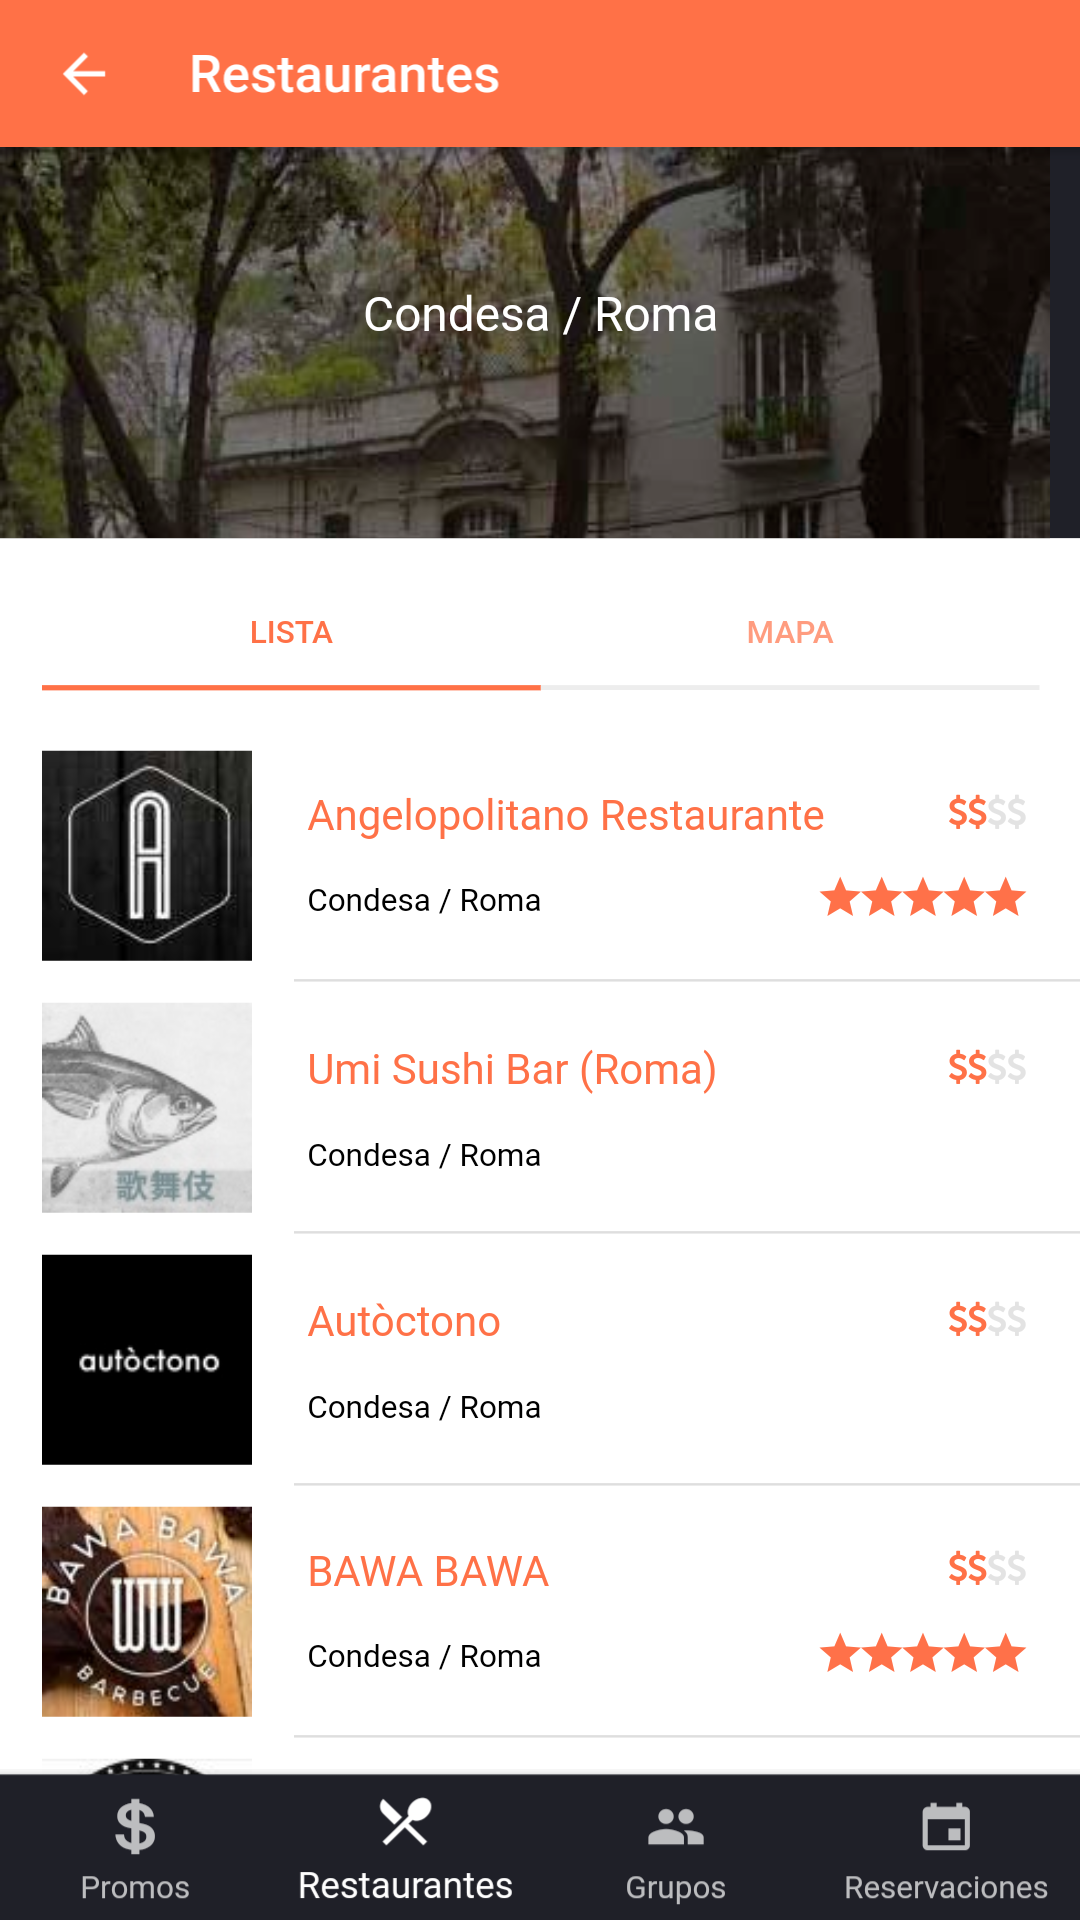 Restaurantes
Condesa / Roma
LISTA
MAPA
A
Angelopolitano Restaurante
$$$$
Condesa / Roma
歌舞伎
Umi Sushi Bar (Roma)
$$$$
Condesa / Roma
autòctono
Autòctono
$$$$
Condesa / Roma
BAWA BAWA
BARBECUE
BAWA BAWA
$$$$
Condesa / Roma
Promos
Restaurantes
Grupos
Reservaciones